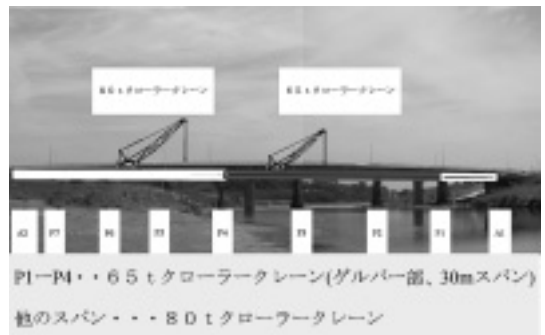 65tクローラークレーン
65tクローラークレーン
A2 P7 P6 P5 P4 P3 P2 P1 A1
P1ーP4・・65tクローラークレーン(ゲルバー部、30mスパン)
他のスパン・・・80tクローラークレーン